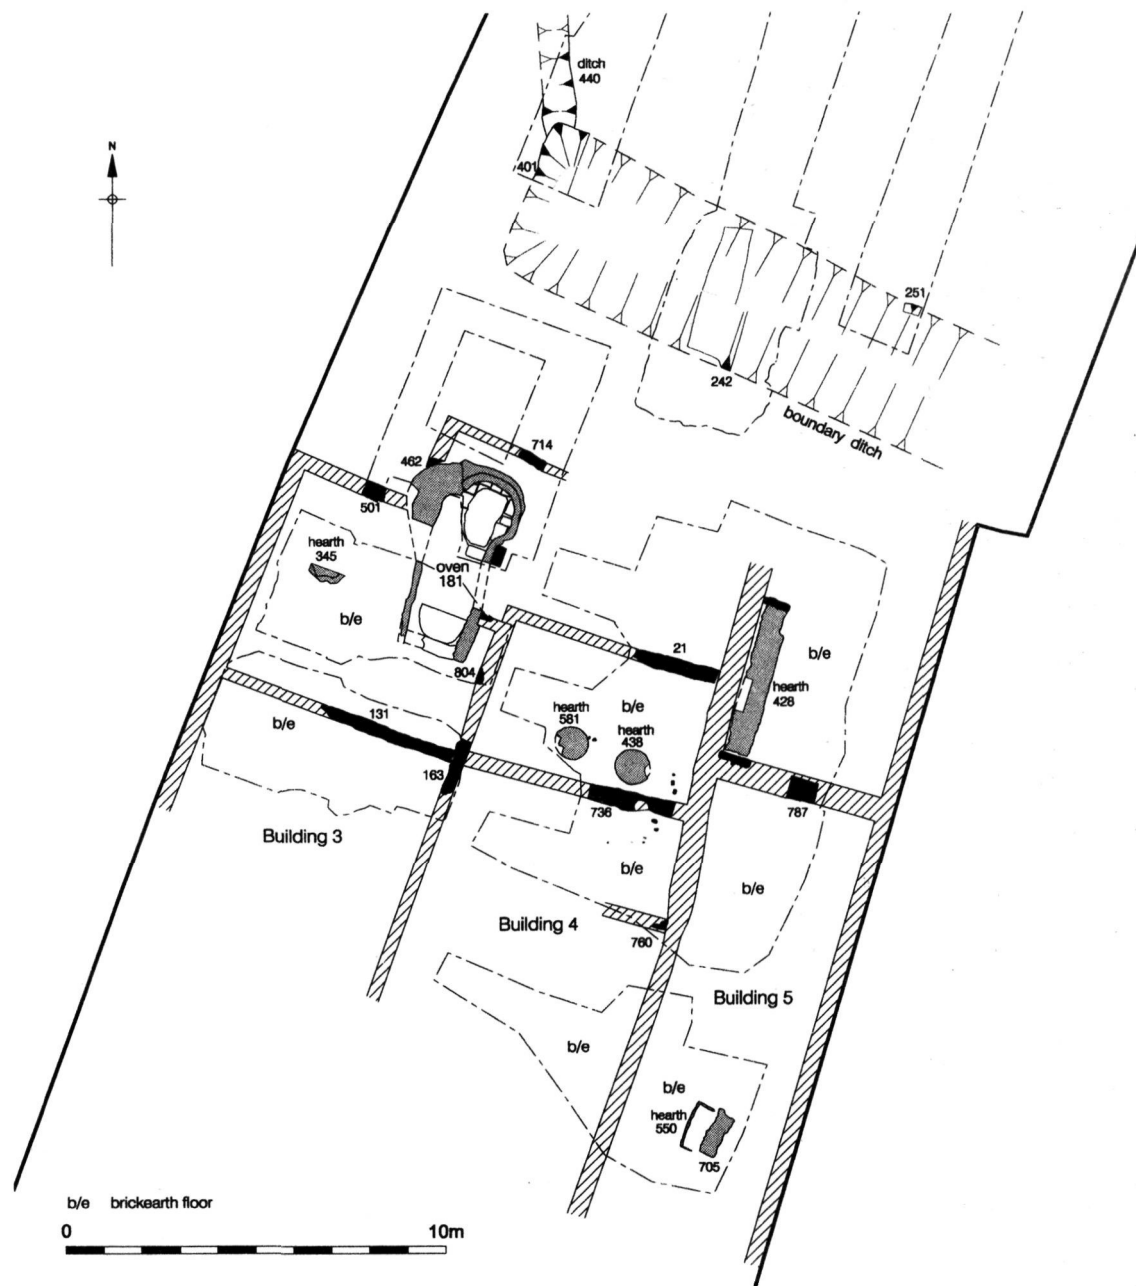 ditch
440
N
401
251
242
boundary ditch
714
462
501
hearth
345
oven
181
b/e
21
b/e
804
b/e
hearth
428
hearth
581
hearth
438
131
b/e
163
736
787
Building 3
b/e
b/e
Building 4
760
Building 5
b/e
b/e
hearth
550
705
b/e brickearth floor
0 10m